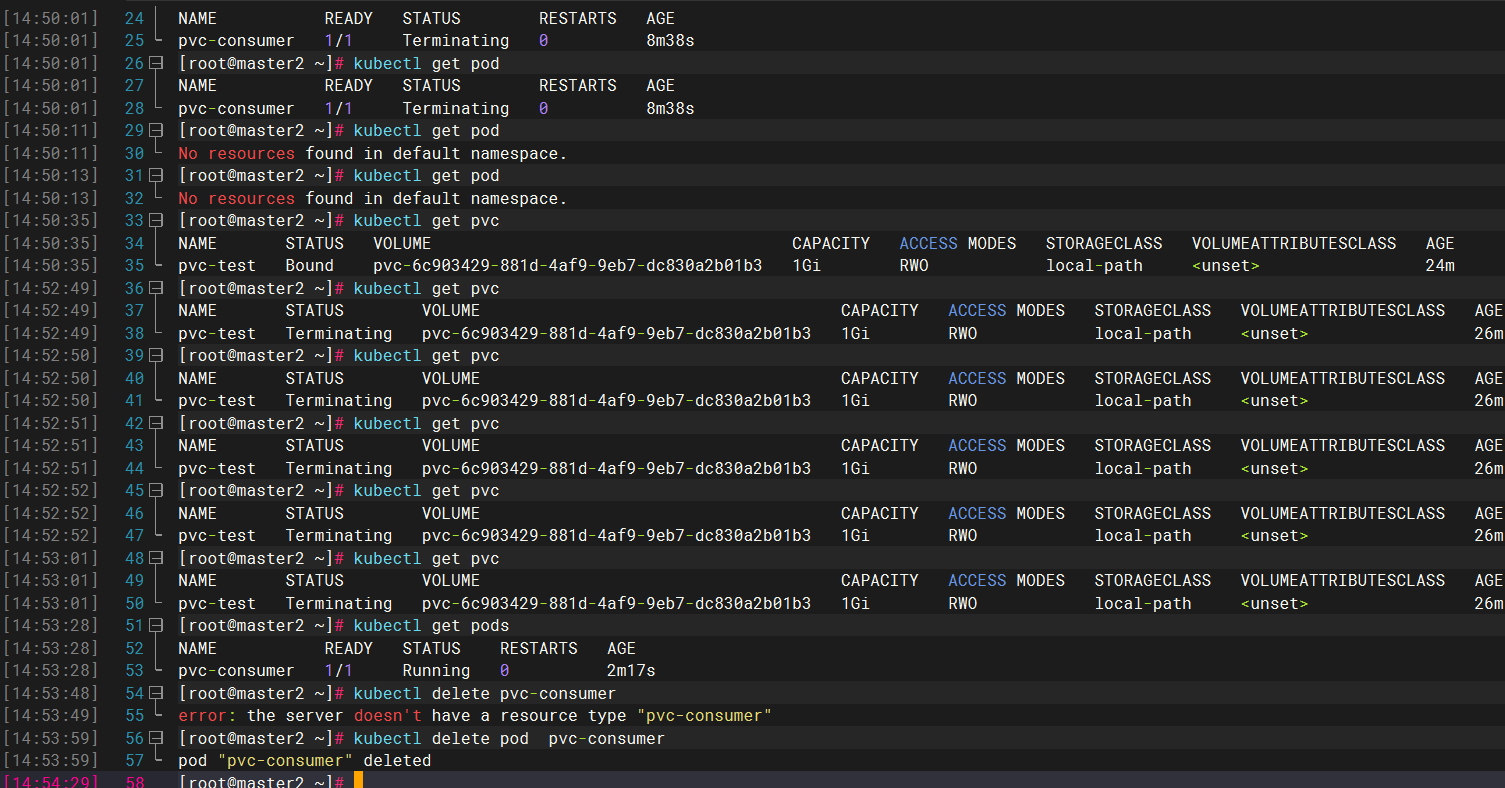 [14:50:01] 24 NAME READY STATUS RESTARTS AGE
[14:50:01] 25 pvc-consumer 1/1 Terminating 0 8m38s
[14:50:01] 26 [root@master2 ~]# kubectl get pod
[14:50:01] 27 NAME READY STATUS RESTARTS AGE
[14:50:01] 28 pvc-consumer 1/1 Terminating 0 8m38s
[14:50:11] 29 [root@master2 ~]# kubectl get pod
[14:50:11] 30 No resources found in default namespace.
[14:50:13] 31 [root@master2 ~]# kubectl get pod
[14:50:13] 32 No resources found in default namespace.
[14:50:35] 33 [root@master2 ~]# kubectl get pvc
[14:50:35] 34 NAME STATUS VOLUME CAPACITY ACCESS MODES STORAGECLASS VOLUMEATTRIBUTESCLASS AGE
[14:50:35] 35 pvc-test Bound pvc-6c903429-881d-4af9-9eb7-dc830a2b01b3 1Gi RWO local-path <unset> 24m
[14:52:49] 36 [root@master2 ~]# kubectl get pvc
[14:52:49] 37 NAME STATUS VOLUME CAPACITY ACCESS MODES STORAGECLASS VOLUMEATTRIBUTESCLASS AGE
[14:52:49] 38 pvc-test Terminating pvc-6c903429-881d-4af9-9eb7-dc830a2b01b3 1Gi RWO local-path <unset> 26m
[14:52:50] 39 [root@master2 ~]# kubectl get pvc
[14:52:50] 40 NAME STATUS VOLUME CAPACITY ACCESS MODES STORAGECLASS VOLUMEATTRIBUTESCLASS AGE
[14:52:50] 41 pvc-test Terminating pvc-6c903429-881d-4af9-9eb7-dc830a2b01b3 1Gi RWO local-path <unset> 26m
[14:52:51] 42 [root@master2 ~]# kubectl get pvc
[14:52:51] 43 NAME STATUS VOLUME CAPACITY ACCESS MODES STORAGECLASS VOLUMEATTRIBUTESCLASS AGE
[14:52:51] 44 pvc-test Terminating pvc-6c903429-881d-4af9-9eb7-dc830a2b01b3 1Gi RWO local-path <unset> 26m
[14:52:52] 45 [root@master2 ~]# kubectl get pvc
[14:52:52] 46 NAME STATUS VOLUME CAPACITY ACCESS MODES STORAGECLASS VOLUMEATTRIBUTESCLASS AGE
[14:52:52] 47 pvc-test Terminating pvc-6c903429-881d-4af9-9eb7-dc830a2b01b3 1Gi RWO local-path <unset> 26m
[14:53:01] 48 [root@master2 ~]# kubectl get pvc
[14:53:01] 49 NAME STATUS VOLUME CAPACITY ACCESS MODES STORAGECLASS VOLUMEATTRIBUTESCLASS AGE
[14:53:01] 50 pvc-test Terminating pvc-6c903429-881d-4af9-9eb7-dc830a2b01b3 1Gi RWO local-path <unset> 26m
[14:53:28] 51 [root@master2 ~]# kubectl get pods
[14:53:28] 52 NAME READY STATUS RESTARTS AGE
[14:53:28] 53 pvc-consumer 1/1 Running 0 2m17s
[14:53:48] 54 [root@master2 ~]# kubectl delete pvc-consumer
[14:53:49] 55 error: the server doesn't have a resource type "pvc-consumer"
[14:53:59] 56 [root@master2 ~]# kubectl delete pod  pvc-consumer
[14:53:59] 57 pod "pvc-consumer" deleted
[14:54:29] 58 [root@master2 ~]#